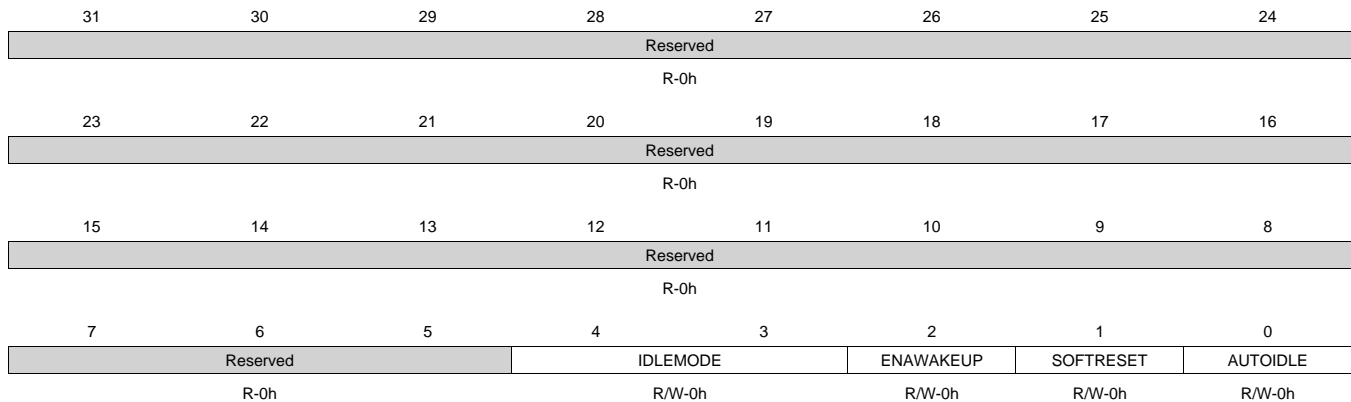 31 30 29 28 27 26 25 24
Reserved
R-0h
23 22 21 20 19 18 17 16
Reserved
R-0h
15 14 13 12 11 10 9 8
Reserved
R-0h
7 6 5 4 3 2 1 0
Reserved IDLEMODE ENAWAKEUP SOFTRESET AUTOIDLE
R-0h R/W-0h R/W-0h R/W-0h R/W-0h